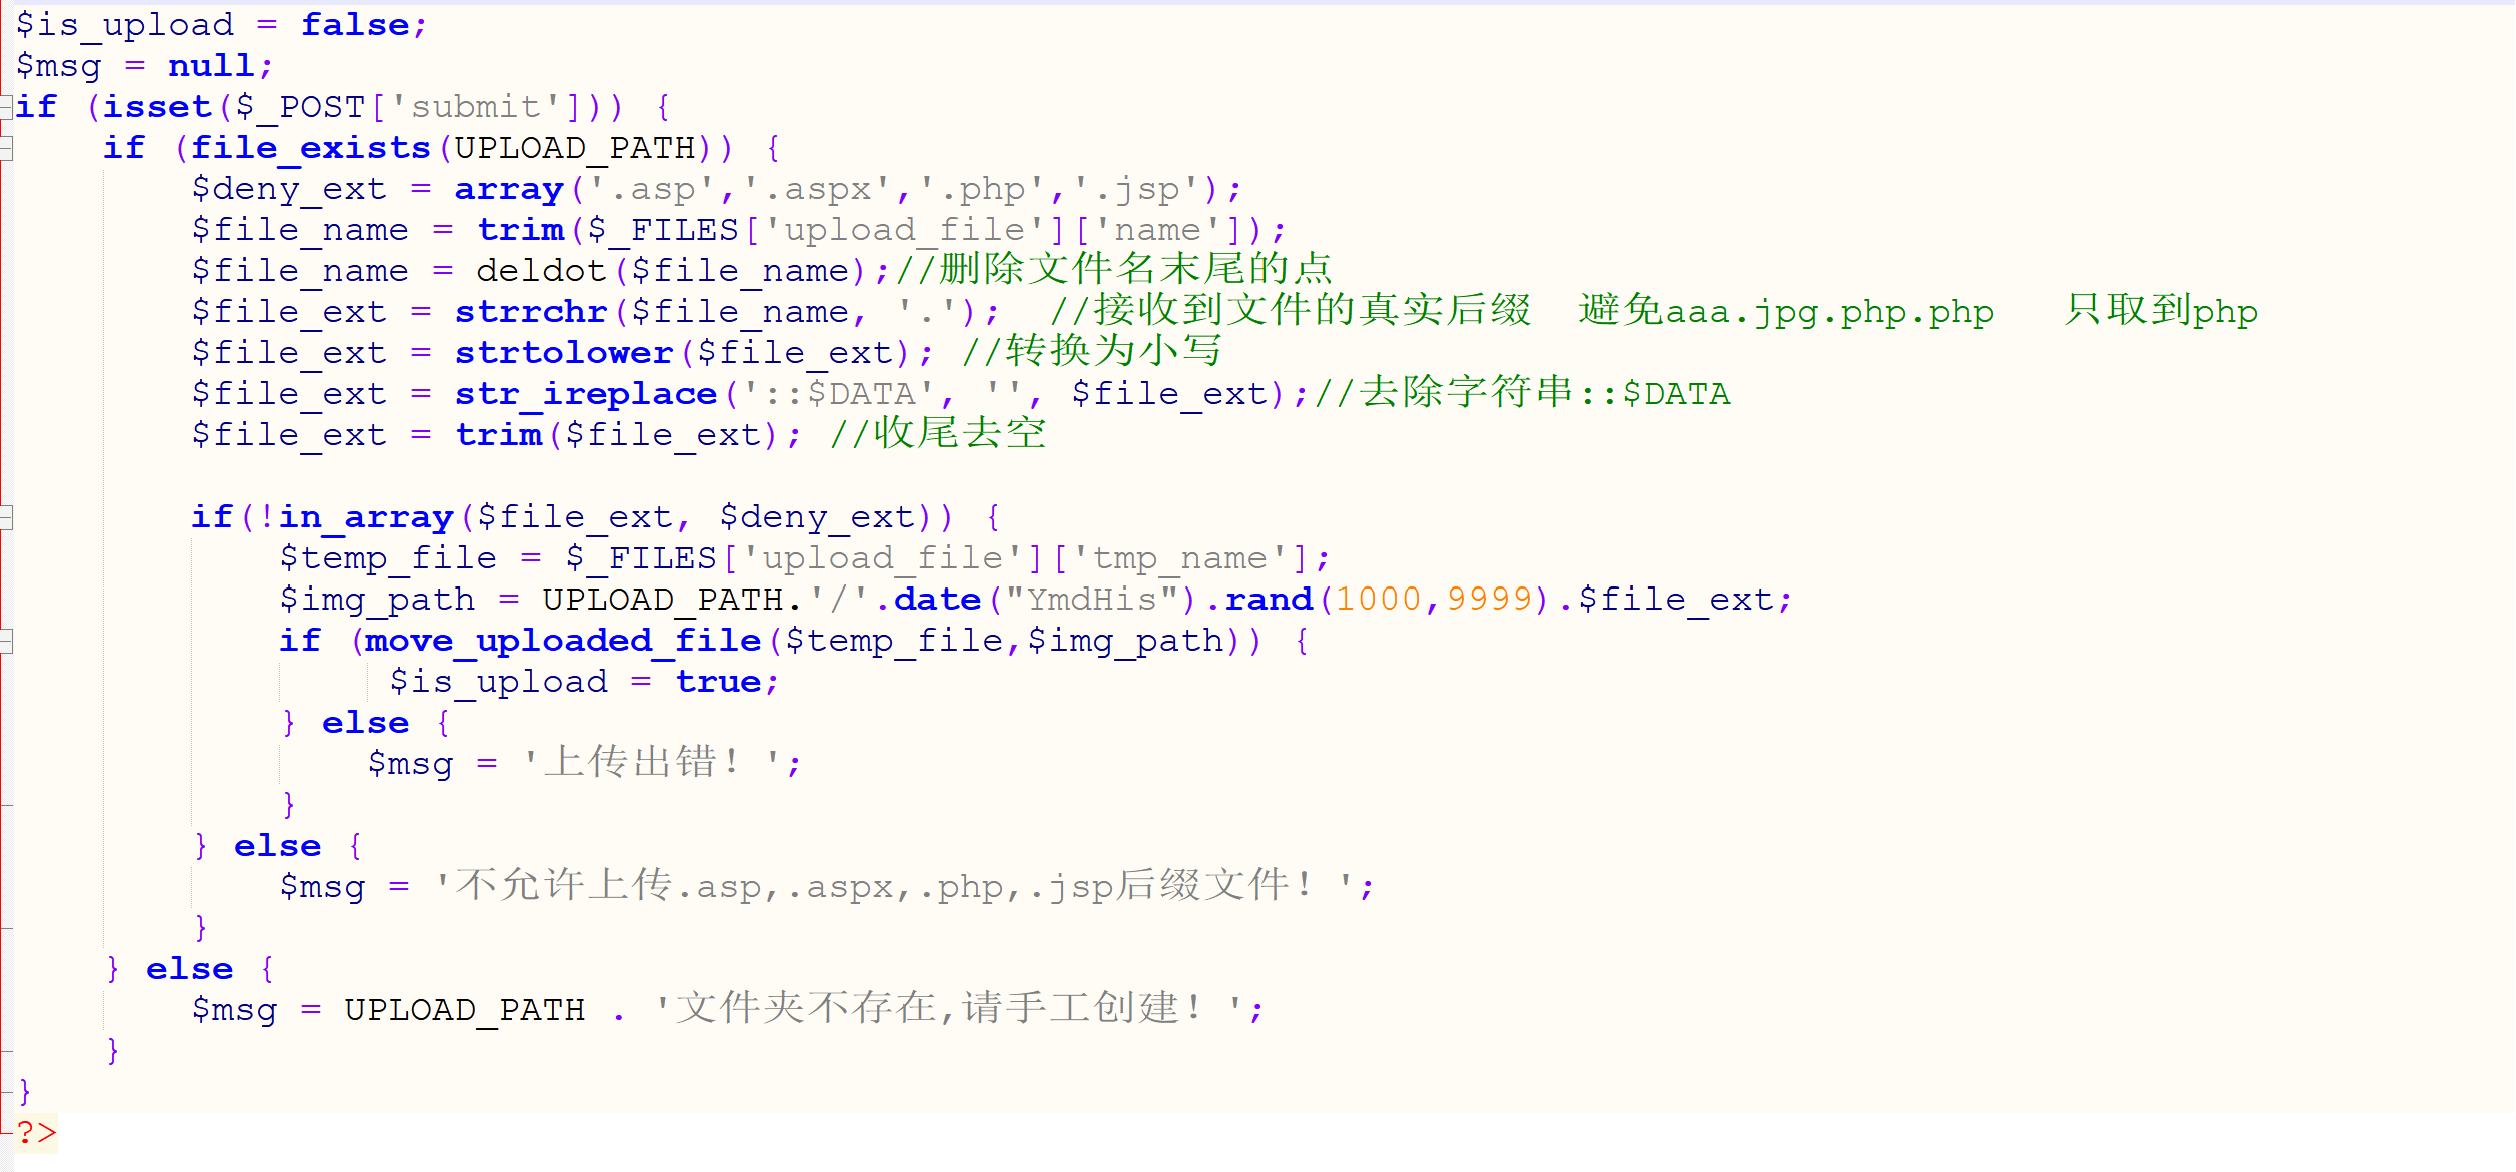 $is_upload = false;
$msg = null;
if (isset($_POST['submit'])) {
    if (file_exists(UPLOAD_PATH)) {
        $deny_ext = array('.asp','.aspx','.php','.jsp');
        $file_name = trim($_FILES['upload_file']['name']);
        $file_name = deldot($file_name);//删除文件名末尾的点
        $file_ext = strrchr($file_name, '.');  //接收到文件的真实后缀  避免aaa.jpg.php.php   只取到php
        $file_ext = strtolower($file_ext); //转换为小写
        $file_ext = str_ireplace('::$DATA', '', $file_ext);//去除字符串::$DATA
        $file_ext = trim($file_ext); //收尾去空

        if(!in_array($file_ext, $deny_ext)) {
            $temp_file = $_FILES['upload_file']['tmp_name'];
            $img_path = UPLOAD_PATH.'/'.date("YmdHis").rand(1000,9999).$file_ext;
            if (move_uploaded_file($temp_file,$img_path)) {
                 $is_upload = true;
            } else {
                $msg = '上传出错！';
            }
        } else {
            $msg = '不允许上传.asp,.aspx,.php,.jsp后缀文件！';
        }
    } else {
        $msg = UPLOAD_PATH . '文件夹不存在,请手工创建！';
    }
}
?>